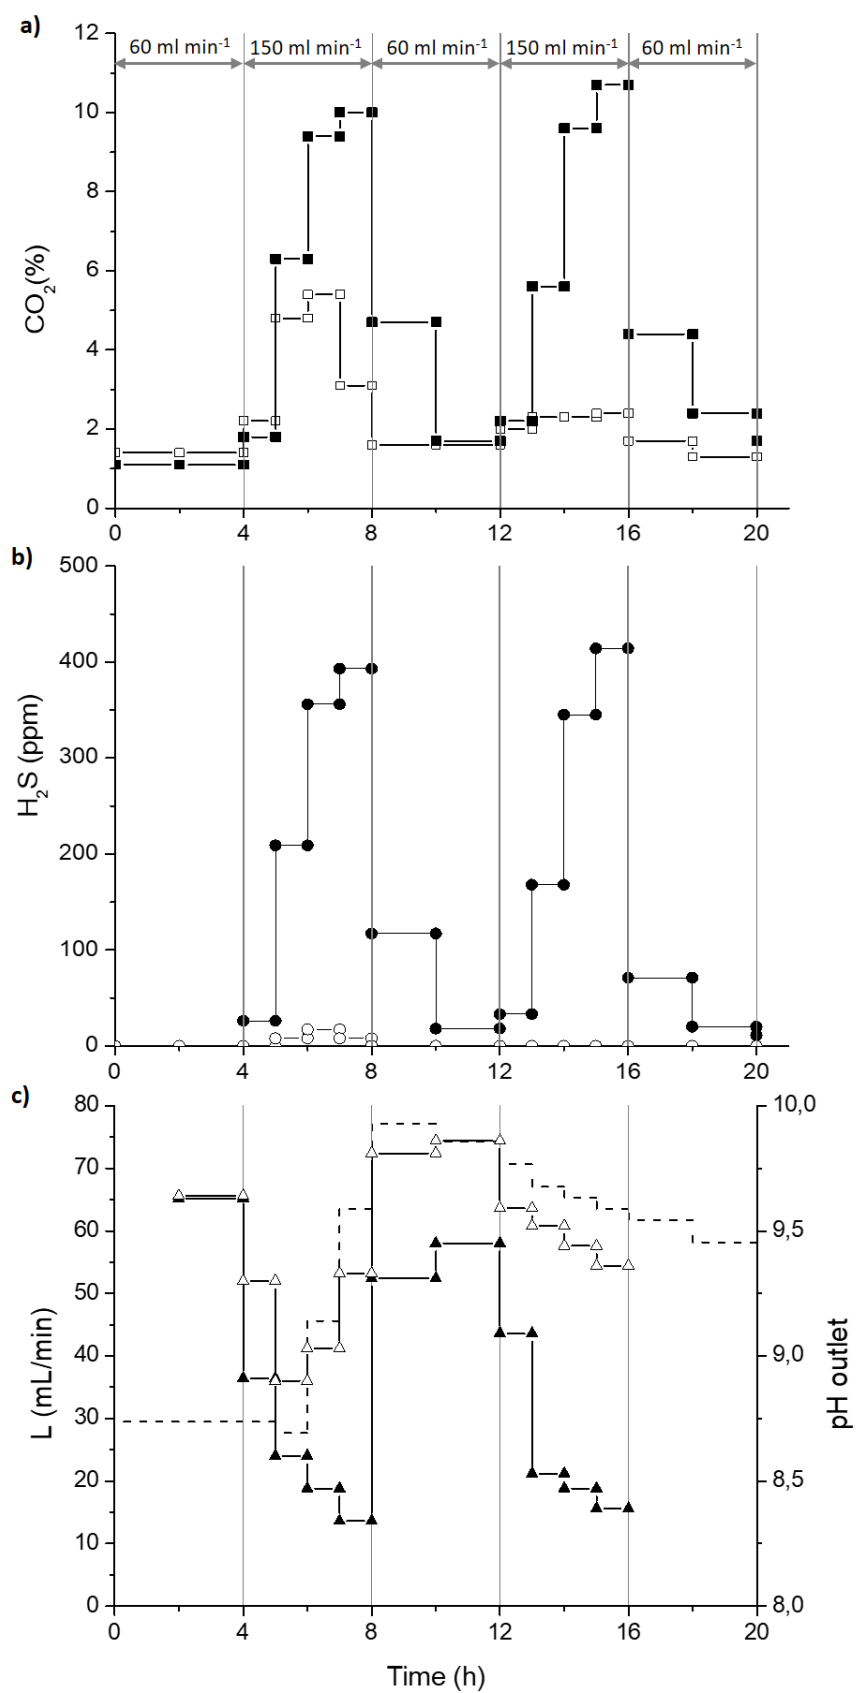 a)
60 ml min⁻¹ 150 ml min⁻¹ 60 ml min⁻¹ 150 ml min⁻¹ 60 ml min⁻¹
CO₂(%)
12
10
8
6
4
2
0
0 4 8 12 16 20
b)
H₂S (ppm)
500
400
300
200
100
0
0 4 8 12 16 20
c)
L (mL/min)
80
70
60
50
40
30
20
10
0
10,0
9,5
9,0
8,5
8,0
pH outlet
0 4 8 12 16 20
Time (h)